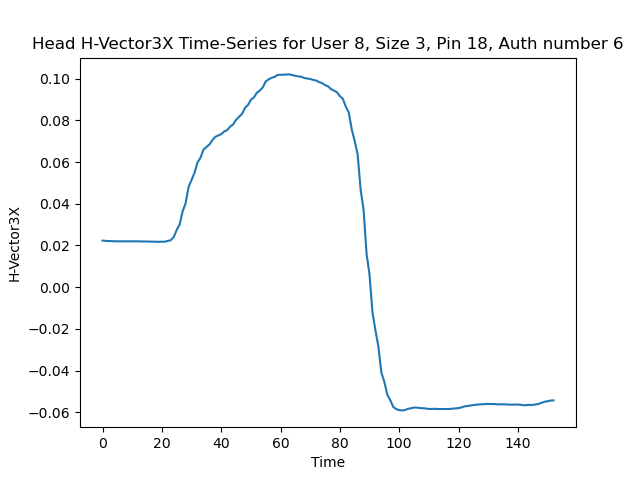 Head H-Vector3X Time-Series for User 8, Size 3, Pin 18, Auth number 6
0.10
0.08
0.06
0.04
0.02
0.00
−0.02
−0.04
−0.06
H-Vector3X
0 20 40 60 80 100 120 140
Time